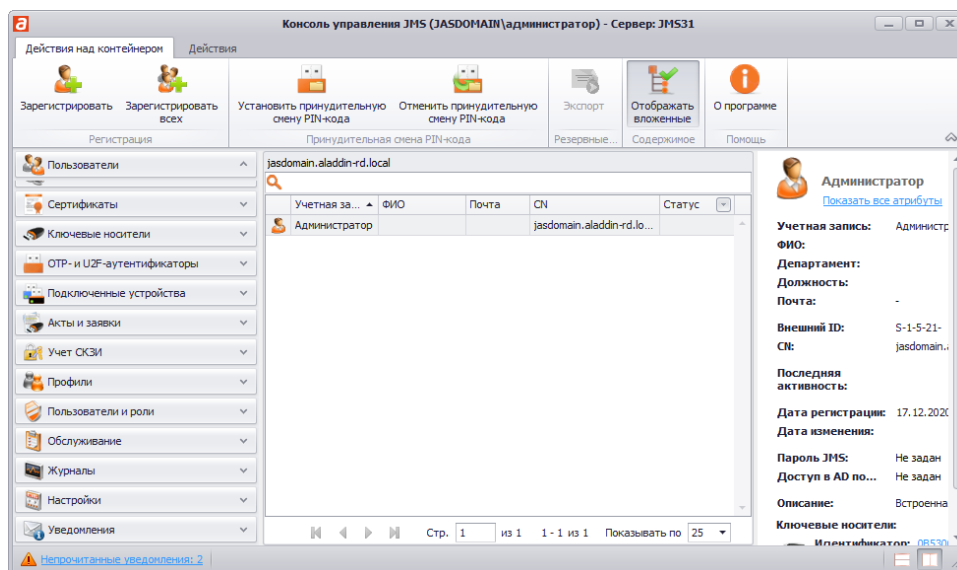 Консоль управления JMS (JASDOMAIN\администратор) - Сервер: JMS31
Действия над контейнером Действия
Зарегистрировать Зарегистрировать всех Установить принудительную смену PIN-кода Отменить принудительную смену PIN-кода Экспорт Отображать вложенные О программе
Регистрация Принудительная смена PIN-кода Резервные... Содержимое Помощь
Пользователи
Сертификаты
Ключевые носители
OTP- и U2F-аутентификаторы
Подключенные устройства
Акты и заявки
Учет СКЗИ
Профили
Пользователи и роли
Обслуживание
Журналы
Настройки
Уведомления
jasdomain.aladdin-rd.local
Учетная за... ФИО Почта CN Статус
Администратор jasdomain.aladdin-rd.lo...
Стр. 1 из 1 1 - 1 из 1 Показывать по 25
Администратор
Показать все атрибуты
Учетная запись: Администр
ФИО:
Департамент:
Должность:
Почта: -
Внешний ID: S-1-5-21-
CN: jasdomain.
Последняя
активность:
Дата регистрации: 17.12.202
Дата изменения:
Пароль JMS: Не задан
Доступ в AD по... Не задан
Описание: Встроенна
Ключевые носители:
Идентификатор: 0B530
Непрочитанные уведомления: 2